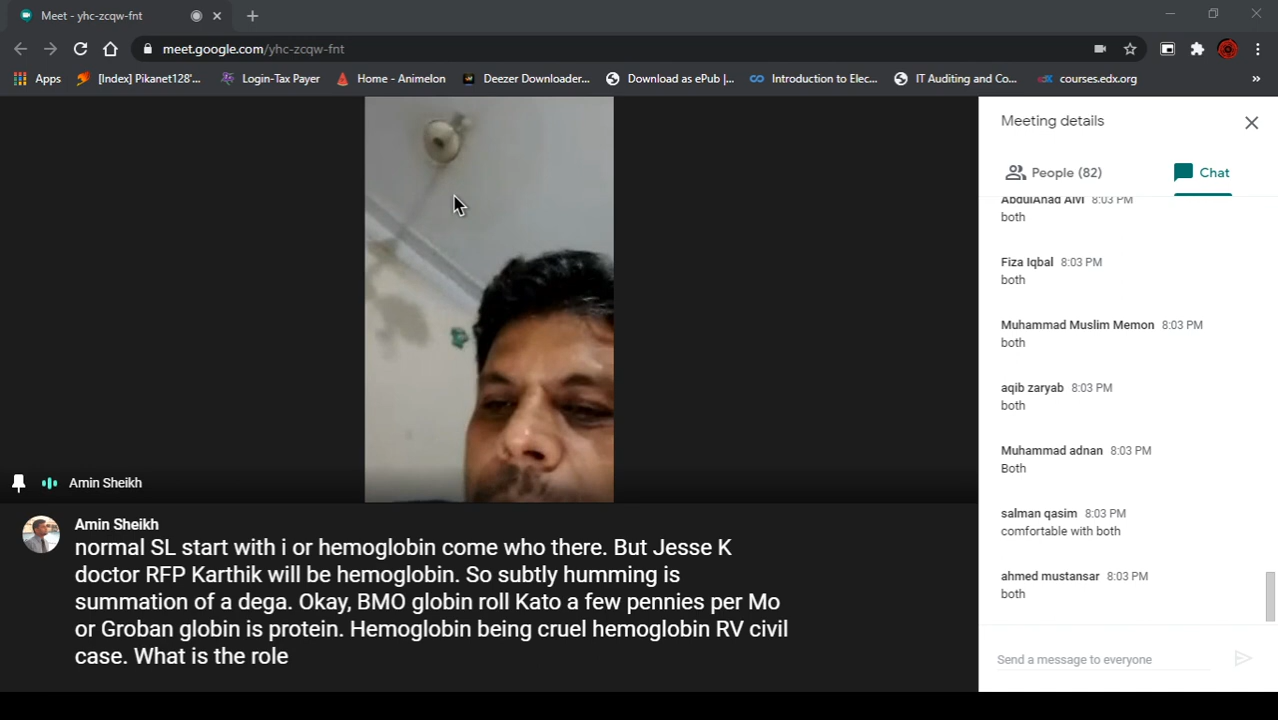 Meet - yhc-zcqw-fnt
meet.google.com/yhc-zcqw-fnt
Apps [Index] Pikanet128'... Login-Tax Payer Home - Animelon Deezer Downloader... Download as ePub |... Introduction to Elec... IT Auditing and Co... courses.edx.org »
Meeting details
People (82) Chat
AbdulAhad Alvi 8:03 PM
both
Fiza Iqbal 8:03 PM
both
Muhammad Muslim Memon 8:03 PM
both
aqib zaryab 8:03 PM
both
Muhammad adnan 8:03 PM
Both
salman qasim 8:03 PM
comfortable with both
ahmed mustansar 8:03 PM
both
Send a message to everyone
Amin Sheikh
Amin Sheikh
normal SL start with i or hemoglobin come who there. But Jesse K
doctor RFP Karthik will be hemoglobin. So subtly humming is
summation of a dega. Okay, BMO globin roll Kato a few pennies per Mo
or Groban globin is protein. Hemoglobin being cruel hemoglobin RV civil
case. What is the role